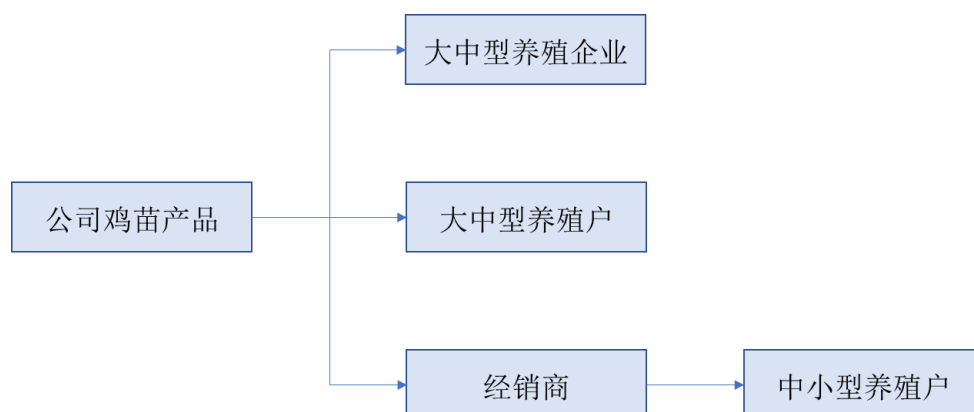 大中型养殖企业
公司鸡苗产品
大中型养殖户
经销商
中小型养殖户